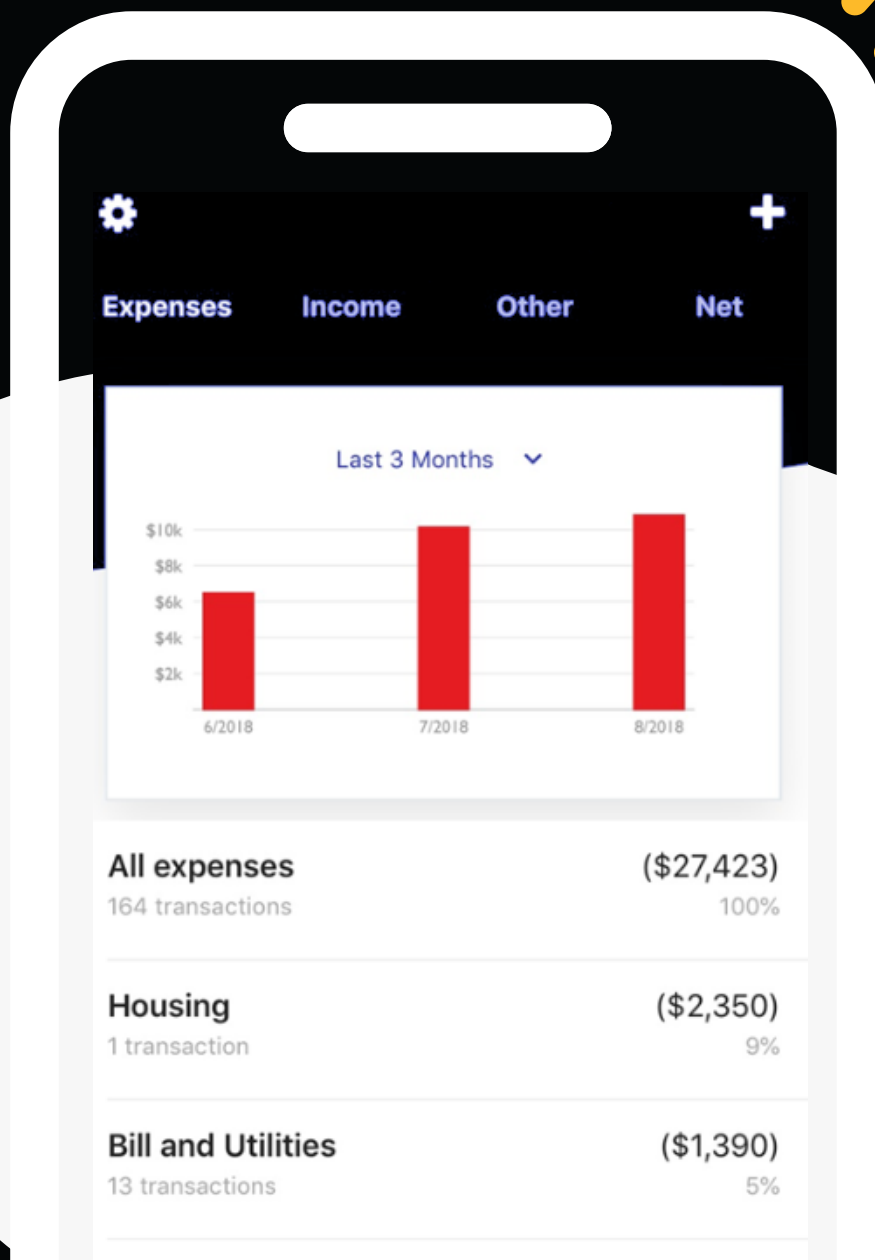 Expenses Income Other Net
Last 3 Months
$10k
$8k
$6k
$4k
$2k
6/2018 7/2018 8/2018
All expenses ($27,423)
164 transactions 100%
Housing ($2,350)
1 transaction 9%
Bill and Utilities ($1,390)
13 transactions 5%